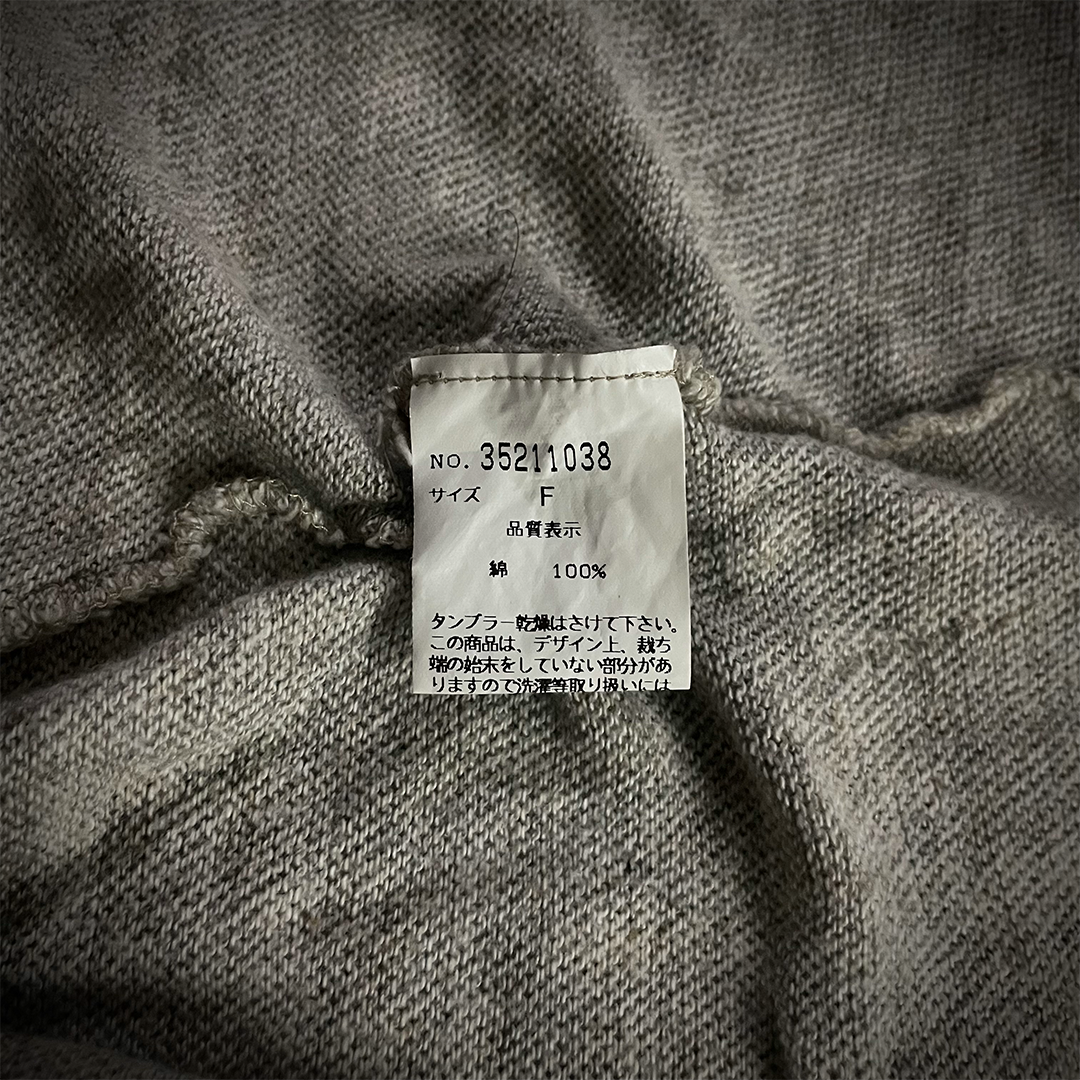 NO. 35211038
サイズ F
品質表示
綿 100%
タンブラー乾燥はさけて下さい。
この商品は、デザイン上、裁ち
端の始末をしていない部分があ
りますので洗濯等取り扱いには